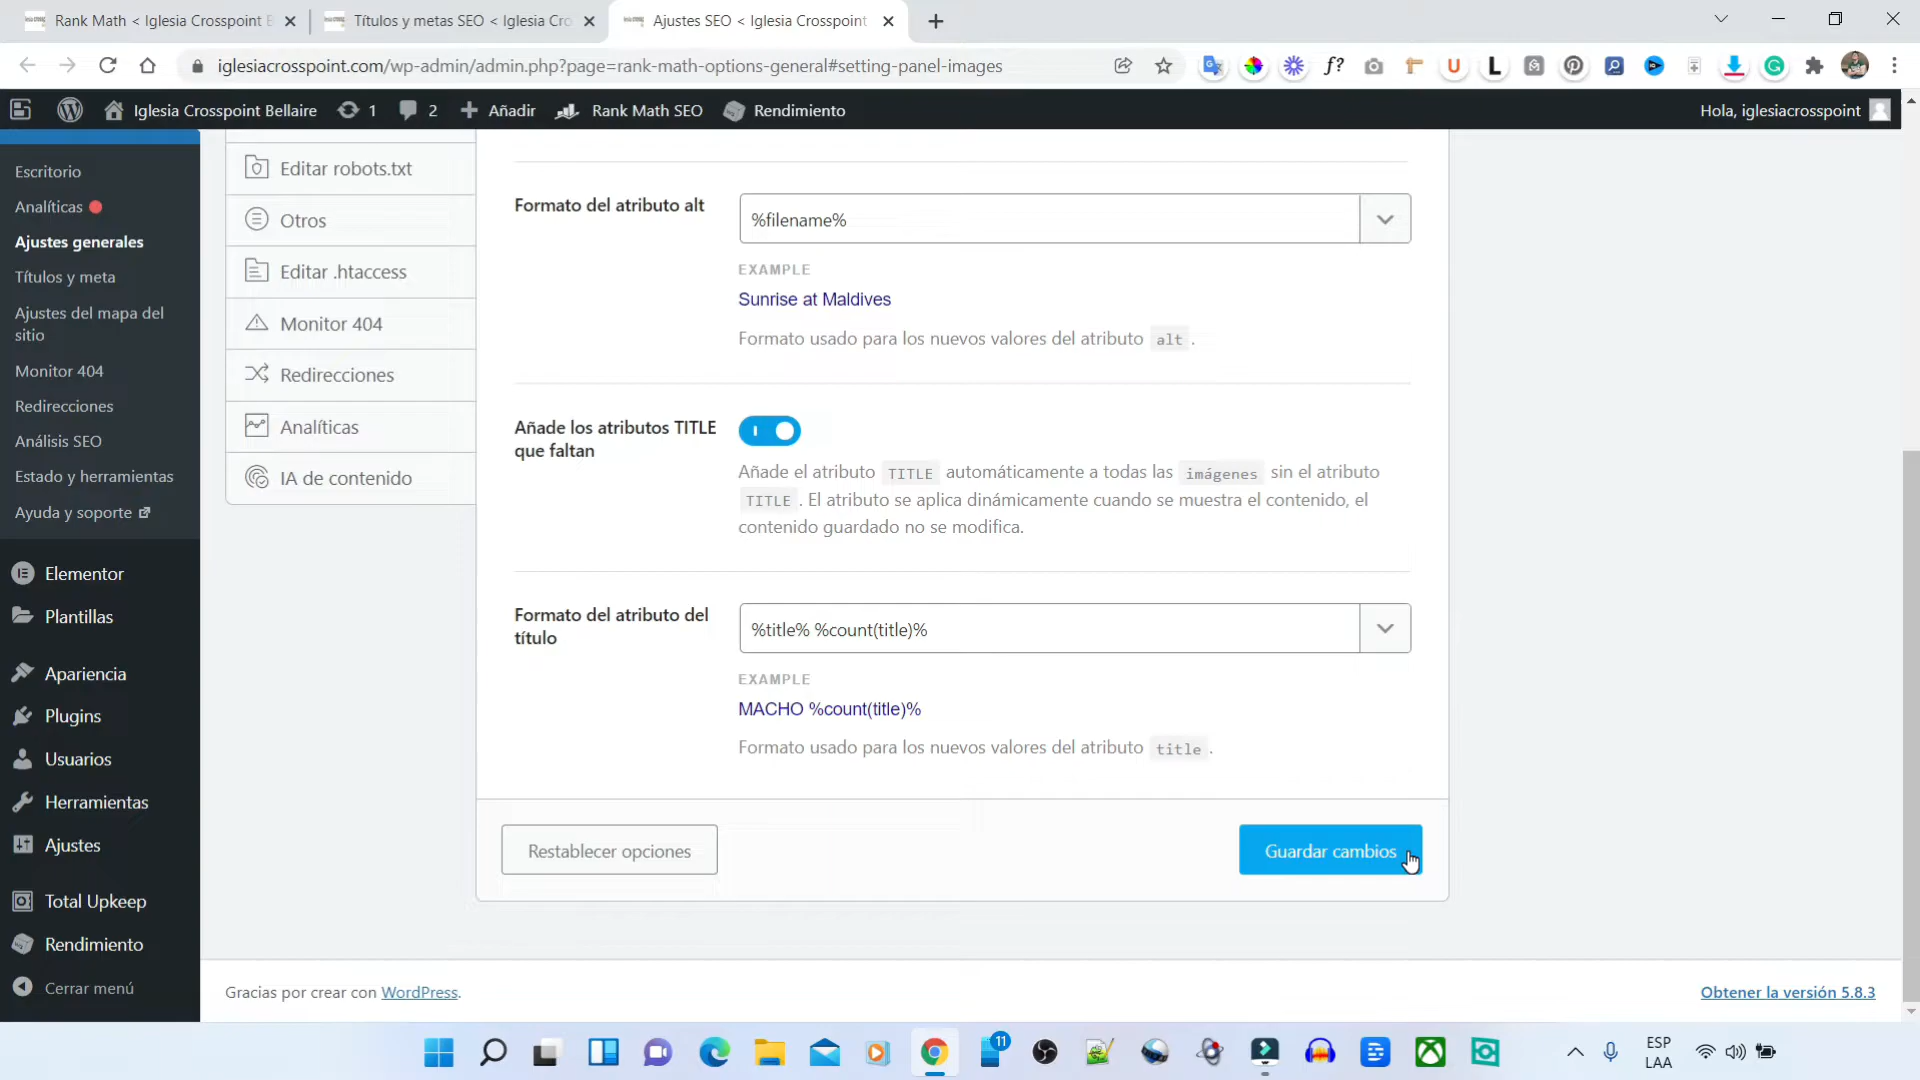 Rank Math < Iglesia Crosspoint B
Títulos y metas SEO < Iglesia Cro
Ajustes SEO < Iglesia Crosspoint
iglesiacrosspoint.com/wp-admin/admin.php?page=rank-math-options-general#setting-panel-images
f?
U
L
Iglesia Crosspoint Bellaire
1
2
Añadir
Rank Math SEO
Rendimiento
Hola, iglesiacrosspoint
Escritorio
Analíticas
Ajustes generales
Títulos y meta
Ajustes del mapa del
sitio
Monitor 404
Redirecciones
Análisis SEO
Estado y herramientas
Ayuda y soporte
Elementor
Plantillas
Apariencia
Plugins
Usuarios
Herramientas
Ajustes
Total Upkeep
Rendimiento
Cerrar menú
Editar robots.txt
Otros
Editar .htaccess
Monitor 404
Redirecciones
Analíticas
IA de contenido
Formato del atributo alt
%filename%
EXAMPLE
Sunrise at Maldives
Formato usado para los nuevos valores del atributo alt .
Añade los atributos TITLE
que faltan
Añade el atributo TITLE automáticamente a todas las imágenes sin el atributo
TITLE . El atributo se aplica dinámicamente cuando se muestra el contenido, el
contenido guardado no se modifica.
Formato del atributo del
título
%title% %count(title)%
EXAMPLE
MACHO %count(title)%
Formato usado para los nuevos valores del atributo title .
Restablecer opciones
Guardar cambios
Gracias por crear con WordPress.
Obtener la versión 5.8.3
11
ESP
LAA